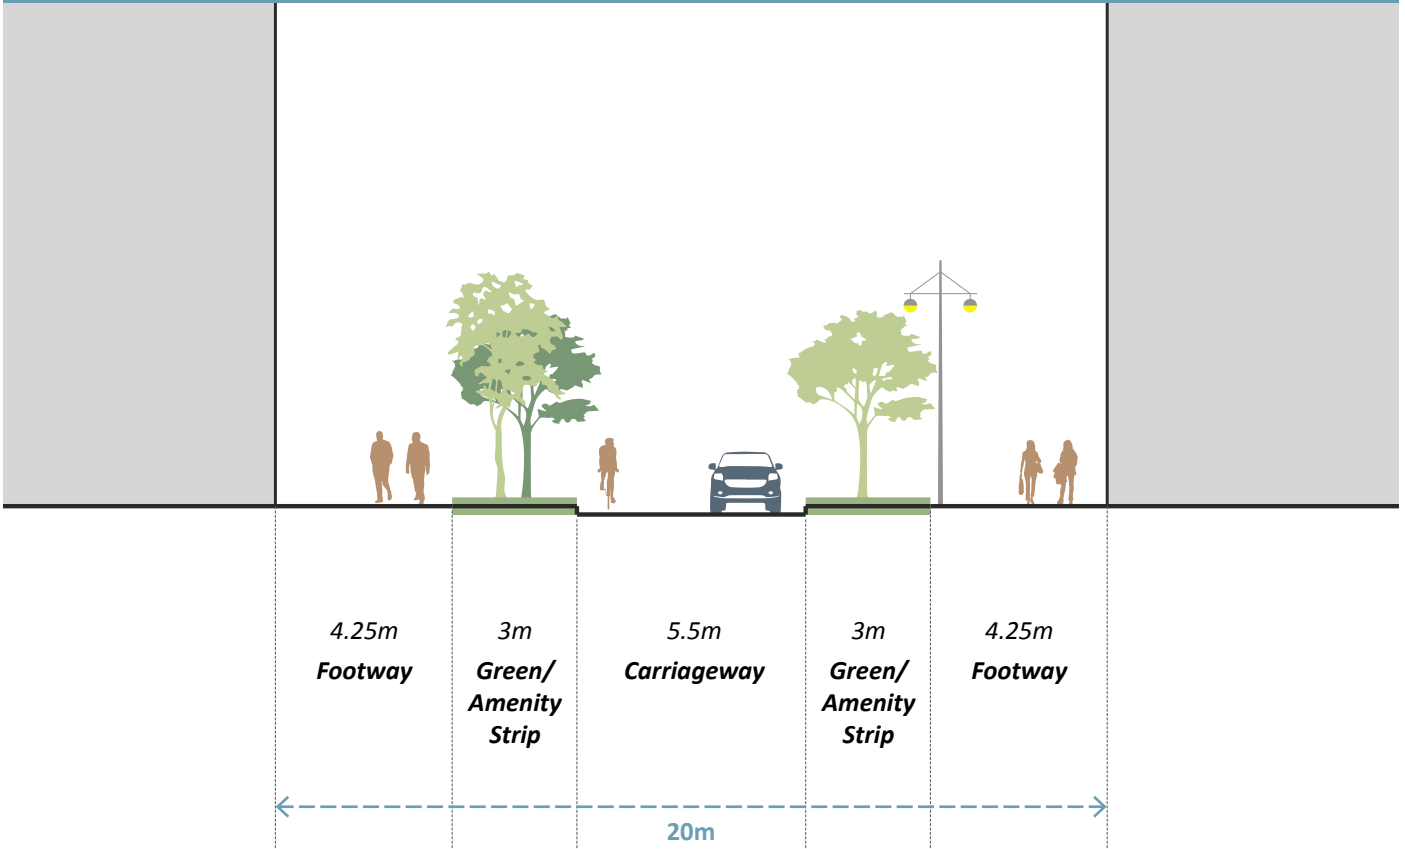 4.25m
Footway
3m
Green/
Amenity
Strip
5.5m
Carriageway
3m
Green/
Amenity
Strip
4.25m
Footway
20m